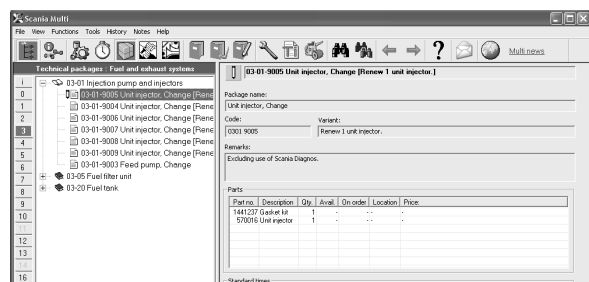 Scania Multi
File View Functions Tools History Notes Help
Multi news
Technical packages : Fuel and exhaust systems
i
0
1
2
3
4
5
6
7
8
9
10
11
12
13
14
16
03-01 Injection pump and injectors
03-01-9005 Unit injector, Change [Rene
03-01-9004 Unit injector, Change [Rene
03-01-9006 Unit injector, Change [Rene
03-01-9007 Unit injector, Change [Rene
03-01-9008 Unit injector, Change [Rene
03-01-9009 Unit injector, Change [Rene
03-01-9003 Feed pump, Change
03-05 Fuel filter unit
03-20 Fuel tank
03-01-9005 Unit injector, Change [Renew 1 unit injector.]
Package name:
Unit injector, Change
Code: Variant:
0301 9005 Renew 1 unit injector.
Remarks:
Excluding use of Scania Diagnos.
Parts
Part no. Description Qty. Avail. On order Location Price:
1441237 Gasket kit 1 - - - -
570016 Unit injector 1 - - - -
Standard times